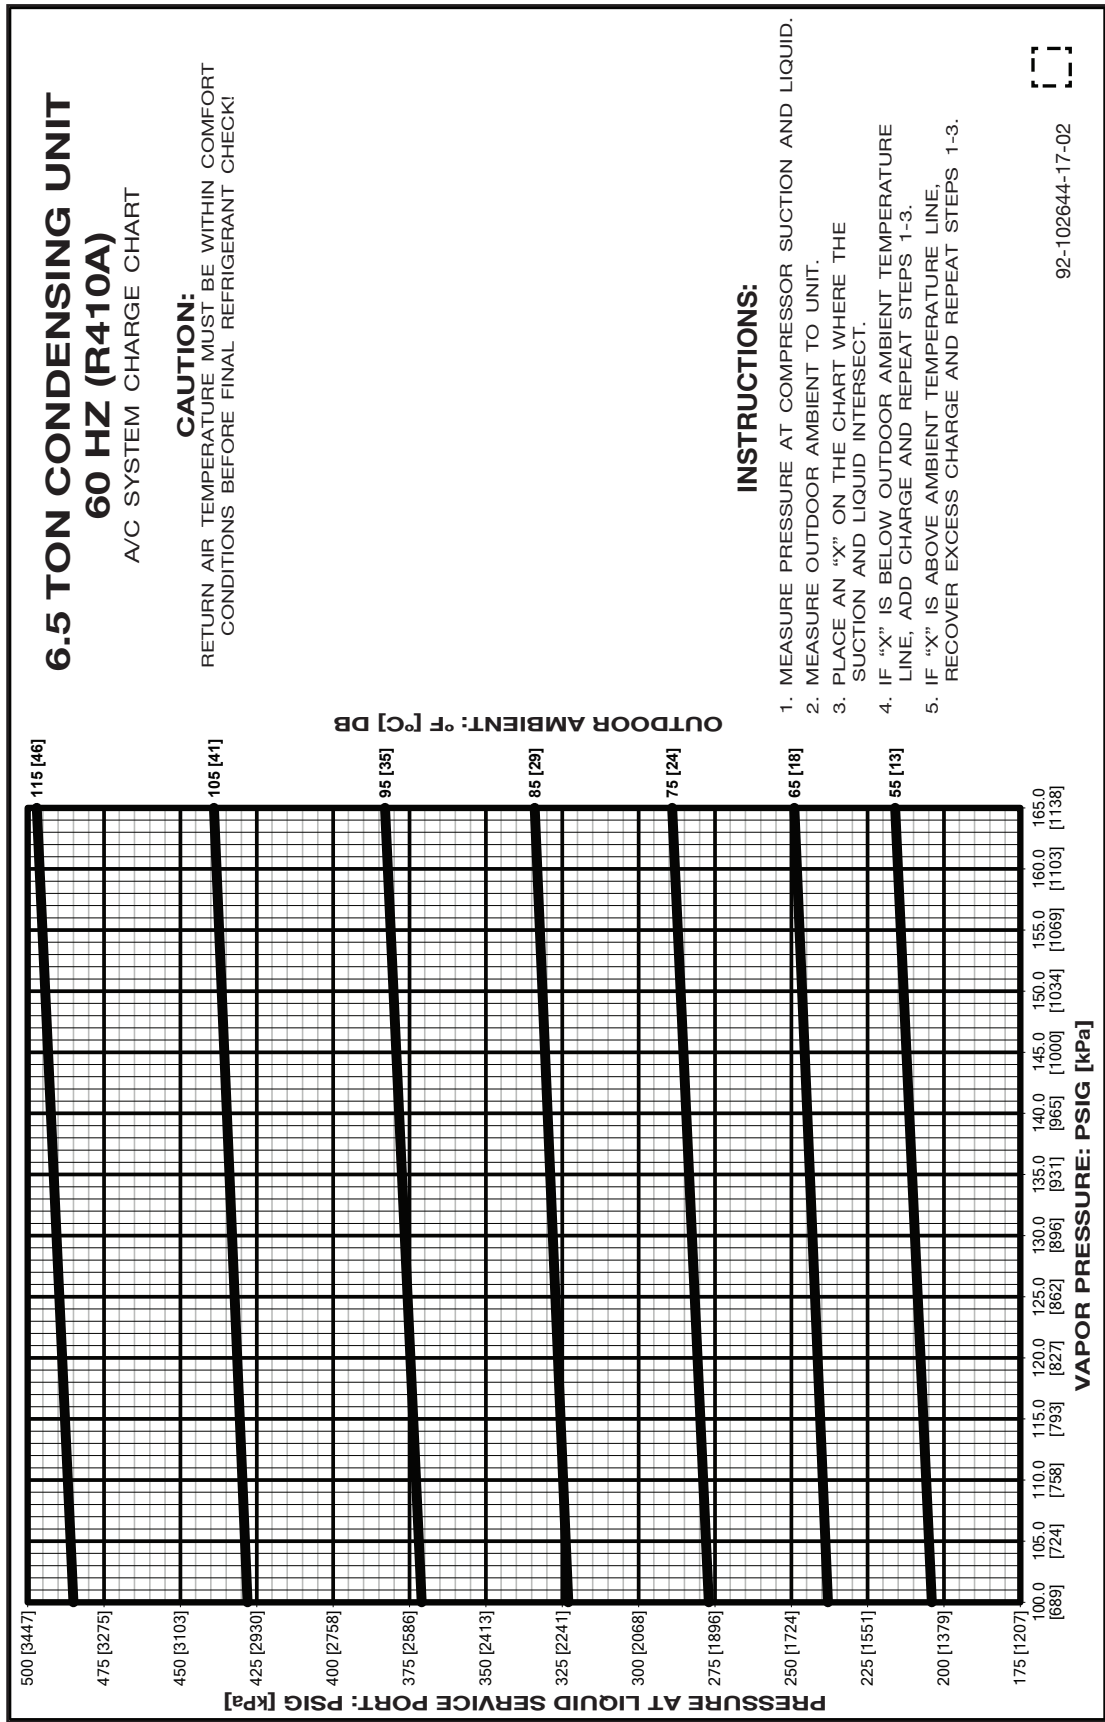 6.5 TON CONDENSING UNIT
60 HZ (R410A)
A/C SYSTEM CHARGE CHART
CAUTION:
RETURN AIR TEMPERATURE MUST BE WITHIN COMFORT
CONDITIONS BEFORE FINAL REFRIGERANT CHECK!
INSTRUCTIONS:
1. MEASURE PRESSURE AT COMPRESSOR SUCTION AND LIQUID.
2. MEASURE OUTDOOR AMBIENT TO UNIT.
3. PLACE AN “X” ON THE CHART WHERE THE
SUCTION AND LIQUID INTERSECT.
4. IF “X” IS BELOW OUTDOOR AMBIENT TEMPERATURE
LINE, ADD CHARGE AND REPEAT STEPS 1-3.
5. IF “X” IS ABOVE AMBIENT TEMPERATURE LINE,
RECOVER EXCESS CHARGE AND REPEAT STEPS 1-3.
92-102644-17-02
OUTDOOR AMBIENT: °F [°C] DB
115 [46]
105 [41]
95 [35]
85 [29]
75 [24]
65 [18]
55 [13]
PRESSURE AT LIQUID SERVICE PORT: PSIG [kPa]
500 [3447]
475 [3275]
450 [3103]
425 [2930]
400 [2758]
375 [2586]
350 [2413]
325 [2241]
300 [2068]
275 [1896]
250 [1724]
225 [1551]
200 [1379]
175 [1207]
100.0 105.0 110.0 115.0 120.0 125.0 130.0 135.0 140.0 145.0 150.0 155.0 160.0 165.0
[689] [724] [758] [793] [827] [862] [896] [931] [965] [1000] [1034] [1069] [1103] [1138]
VAPOR PRESSURE: PSIG [kPa]